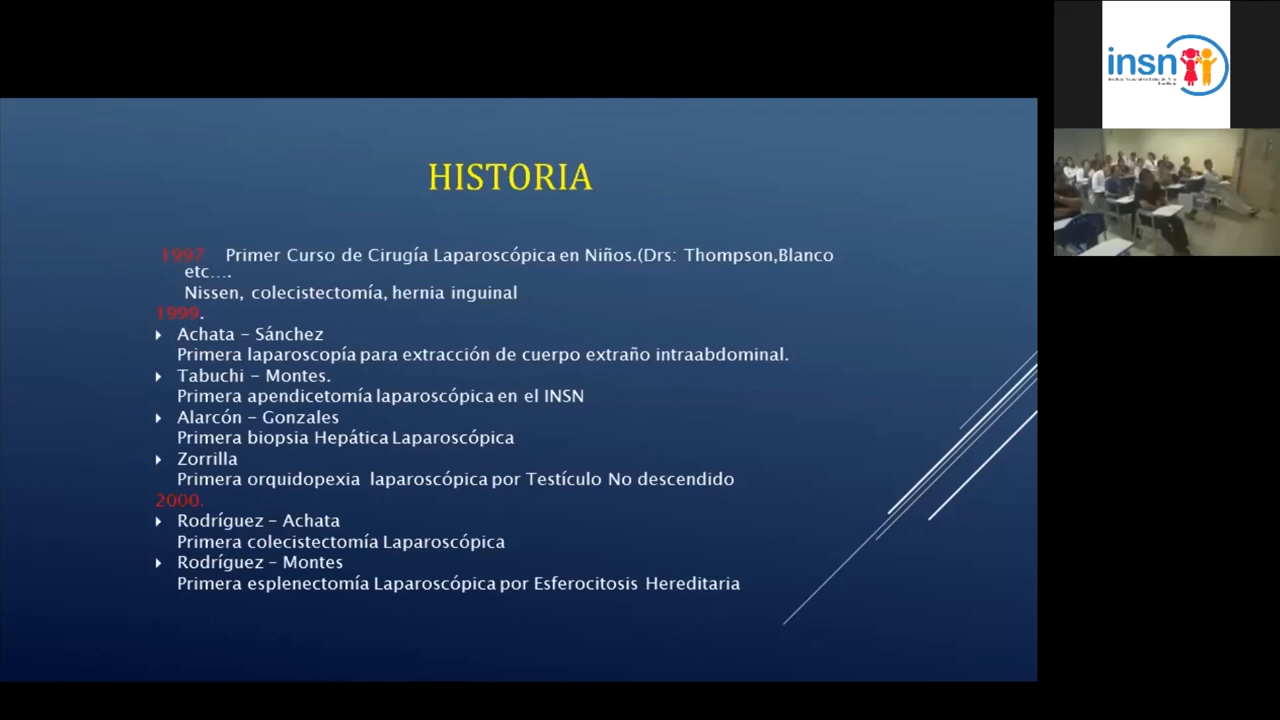 HISTORIA
1997 Primer Curso de Cirugía Laparoscópica en Niños.(Drs: Thompson,Blanco
etc….
Nissen, colecistectomía, hernia inguinal
1999.
Achata – Sánchez
Primera laparoscopía para extracción de cuerpo extraño intraabdominal.
Tabuchi – Montes.
Primera apendicetomía laparoscópica en el INSN
Alarcón – Gonzales
Primera biopsia Hepática Laparoscópica
Zorrilla
Primera orquidopexia laparoscópica por Testículo No descendido
2000.
Rodríguez – Achata
Primera colecistectomía Laparoscópica
Rodríguez – Montes
Primera esplenectomía Laparoscópica por Esferocitosis Hereditaria
insn